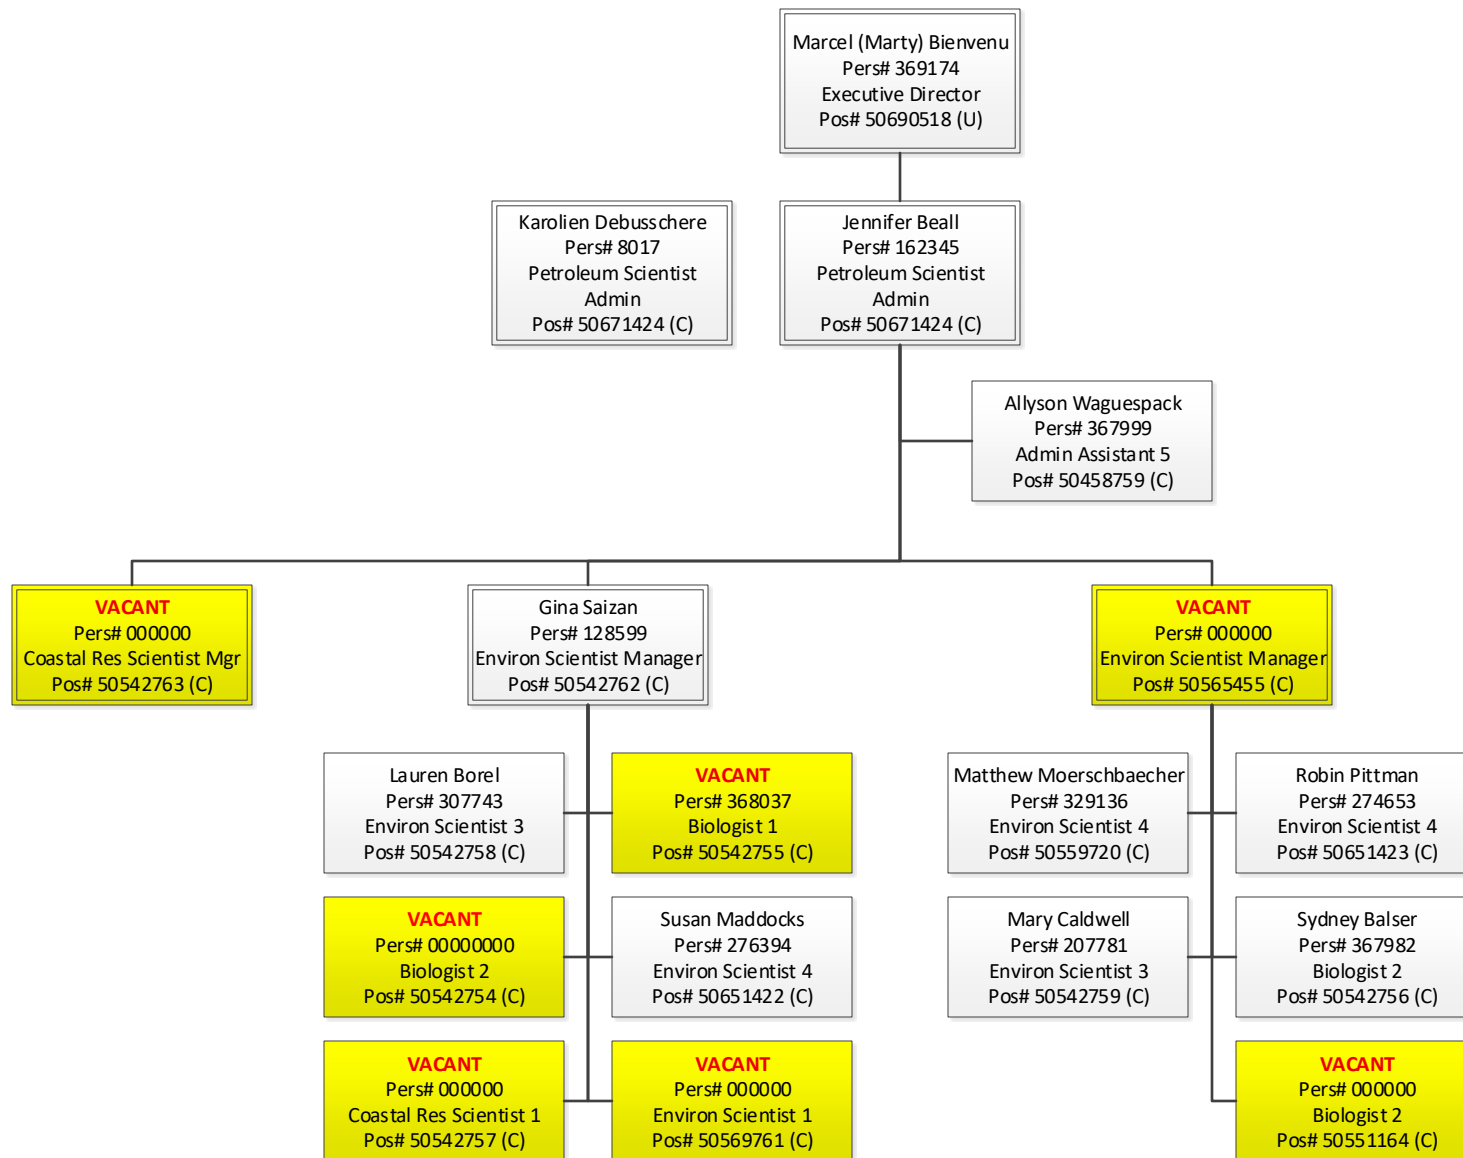 Marcel (Marty) Bienvenu
Pers# 369174
Executive Director
Pos# 50690518 (U)
Karolien Debusschere
Pers# 8017
Petroleum Scientist
Admin
Pos# 50671424 (C)
Jennifer Beall
Pers# 162345
Petroleum Scientist
Admin
Pos# 50671424 (C)
Allyson Waguespack
Pers# 367999
Admin Assistant 5
Pos# 50458759 (C)
VACANT
Pers# 000000
Coastal Res Scientist Mgr
Pos# 50542763 (C)
Gina Saizan
Pers# 128599
Environ Scientist Manager
Pos# 50542762 (C)
VACANT
Pers# 000000
Environ Scientist Manager
Pos# 50565455 (C)
Lauren Borel
Pers# 307743
Environ Scientist 3
Pos# 50542758 (C)
VACANT
Pers# 368037
Biologist 1
Pos# 50542755 (C)
Matthew Moerschbaecher
Pers# 329136
Environ Scientist 4
Pos# 50559720 (C)
Robin Pittman
Pers# 274653
Environ Scientist 4
Pos# 50651423 (C)
VACANT
Pers# 00000000
Biologist 2
Pos# 50542754 (C)
Susan Maddocks
Pers# 276394
Environ Scientist 4
Pos# 50651422 (C)
Mary Caldwell
Pers# 207781
Environ Scientist 3
Pos# 50542759 (C)
Sydney Balser
Pers# 367982
Biologist 2
Pos# 50542756 (C)
VACANT
Pers# 000000
Coastal Res Scientist 1
Pos# 50542757 (C)
VACANT
Pers# 000000
Environ Scientist 1
Pos# 50569761 (C)
VACANT
Pers# 000000
Biologist 2
Pos# 50551164 (C)